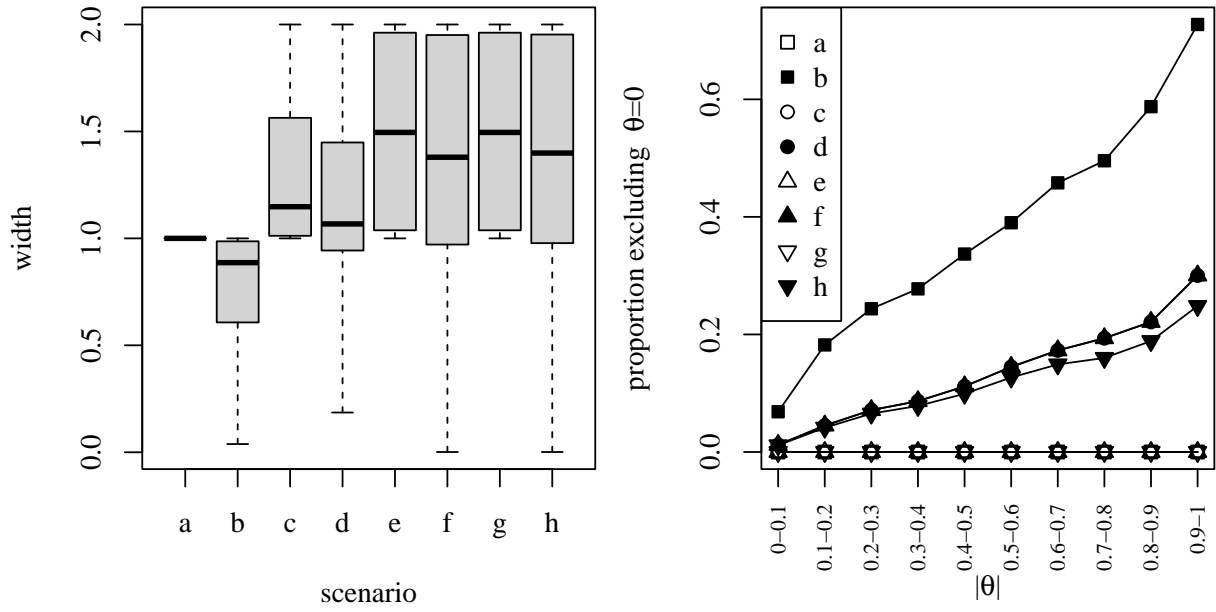 width
2.0
1.5
1.0
0.5
0.0
a b c d e f g h
scenario
proportion excluding θ=0
0.6
0.4
0.2
0.0
a
b
c
d
e
f
g
h
0–0.1
0.1–0.2
0.2–0.3
0.3–0.4
0.4–0.5
0.5–0.6
0.6–0.7
0.7–0.8
0.8–0.9
0.9–1
|θ|